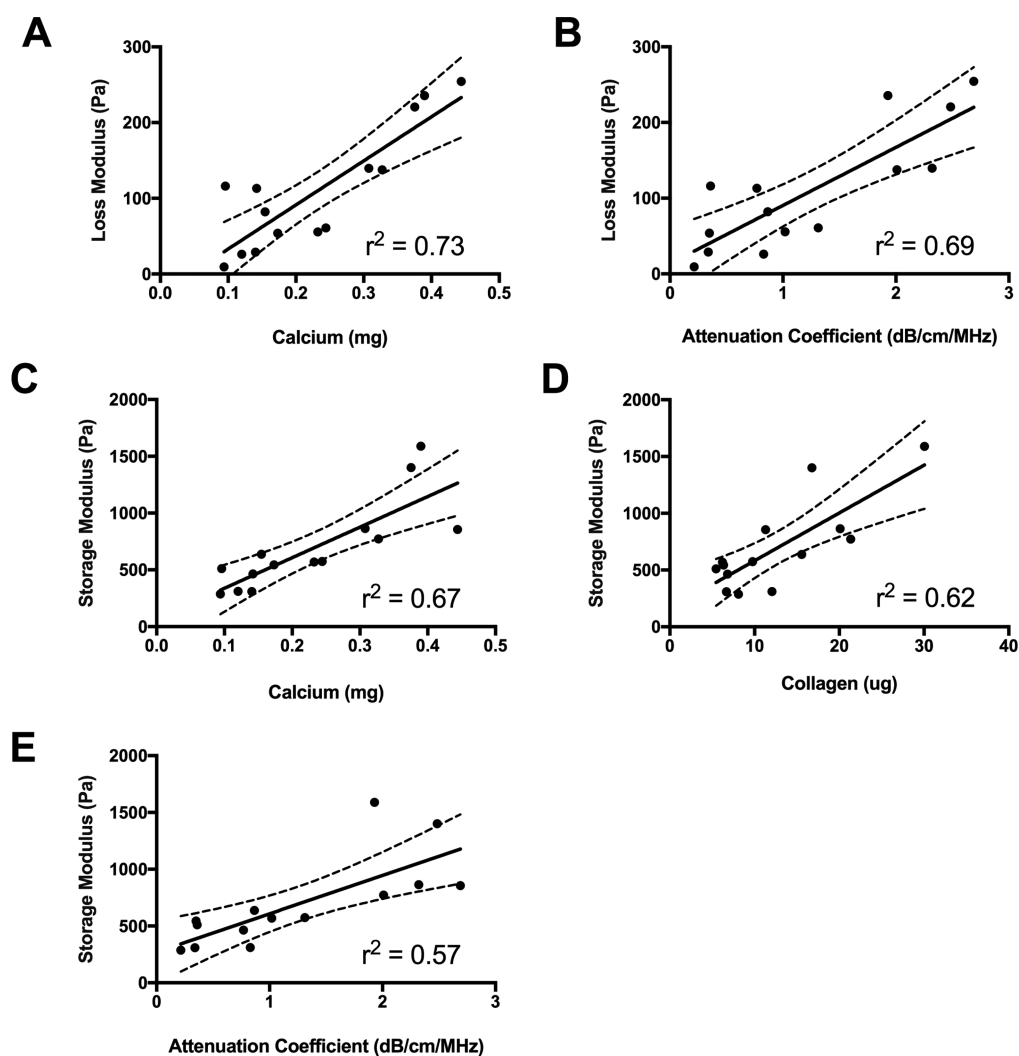 A
Loss Modulus (Pa)
300
200
100
0
0.0 0.1 0.2 0.3 0.4 0.5
r² = 0.73
Calcium (mg)
B
Loss Modulus (Pa)
300
200
100
0
0 1 2 3
r² = 0.69
Attenuation Coefficient (dB/cm/MHz)
C
Storage Modulus (Pa)
2000
1500
1000
500
0
0.0 0.1 0.2 0.3 0.4 0.5
r² = 0.67
Calcium (mg)
D
Storage Modulus (Pa)
2000
1500
1000
500
0
0 10 20 30 40
r² = 0.62
Collagen (ug)
E
Storage Modulus (Pa)
2000
1500
1000
500
0
0 1 2 3
r² = 0.57
Attenuation Coefficient (dB/cm/MHz)